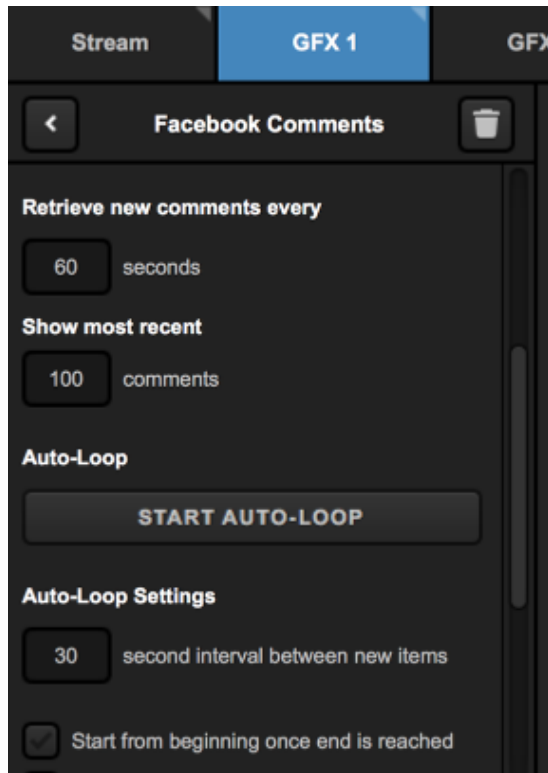 Stream GFX 1 GFX
Facebook Comments
Retrieve new comments every
60 seconds
Show most recent
100 comments
Auto-Loop
START AUTO-LOOP
Auto-Loop Settings
30 second interval between new items
Start from beginning once end is reached